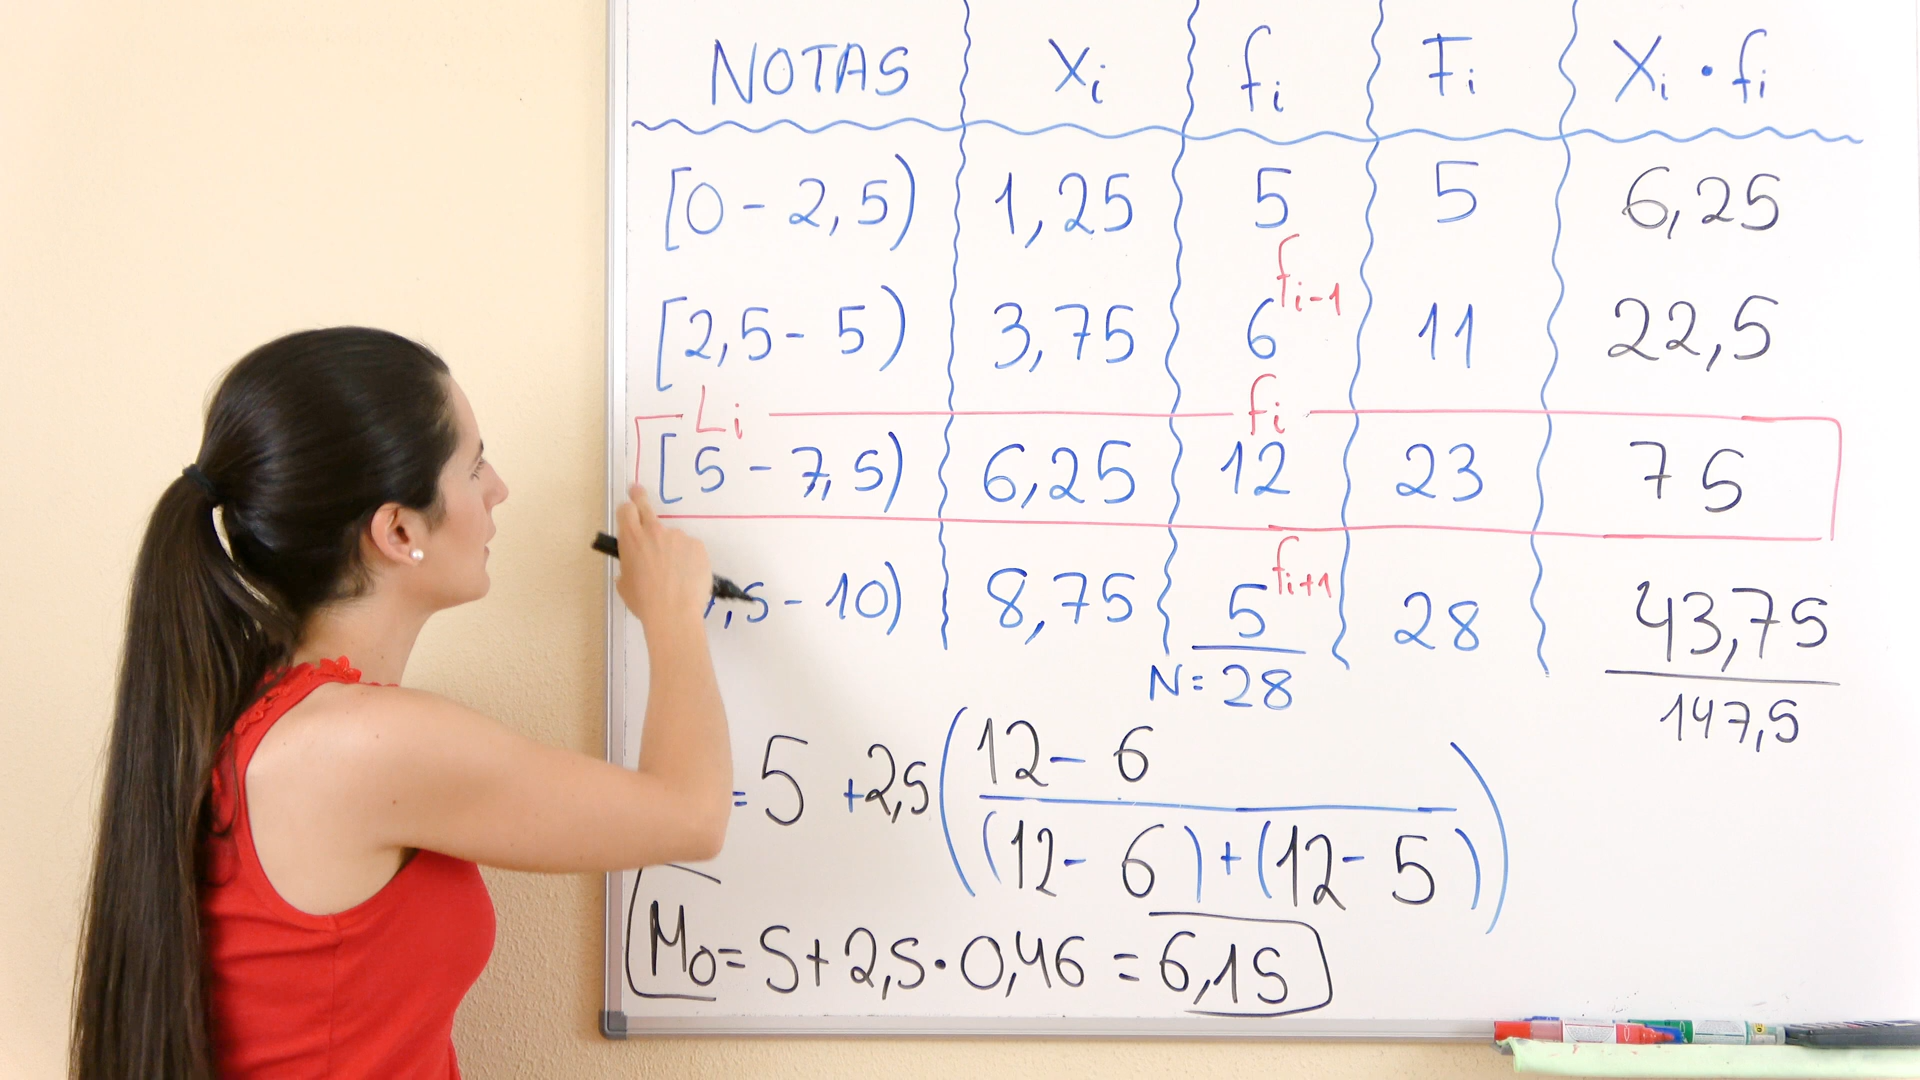 NOTAS Xi fi Fi Xi · fi
[0 - 2,5) 1,25 5 5 6,25
fi-1
[2,5 - 5) 3,75 6 11 22,5
Li fi
[5 - 7,5) 6,25 12 23 75
fi+1
,5 - 10) 8,75 5 28 43,75
N = 28 147,5
= 5 + 2,5 ( 12 - 6
(12 - 6) + (12 - 5) )
Mo = 5 + 2,5 · 0,46 = 6,15